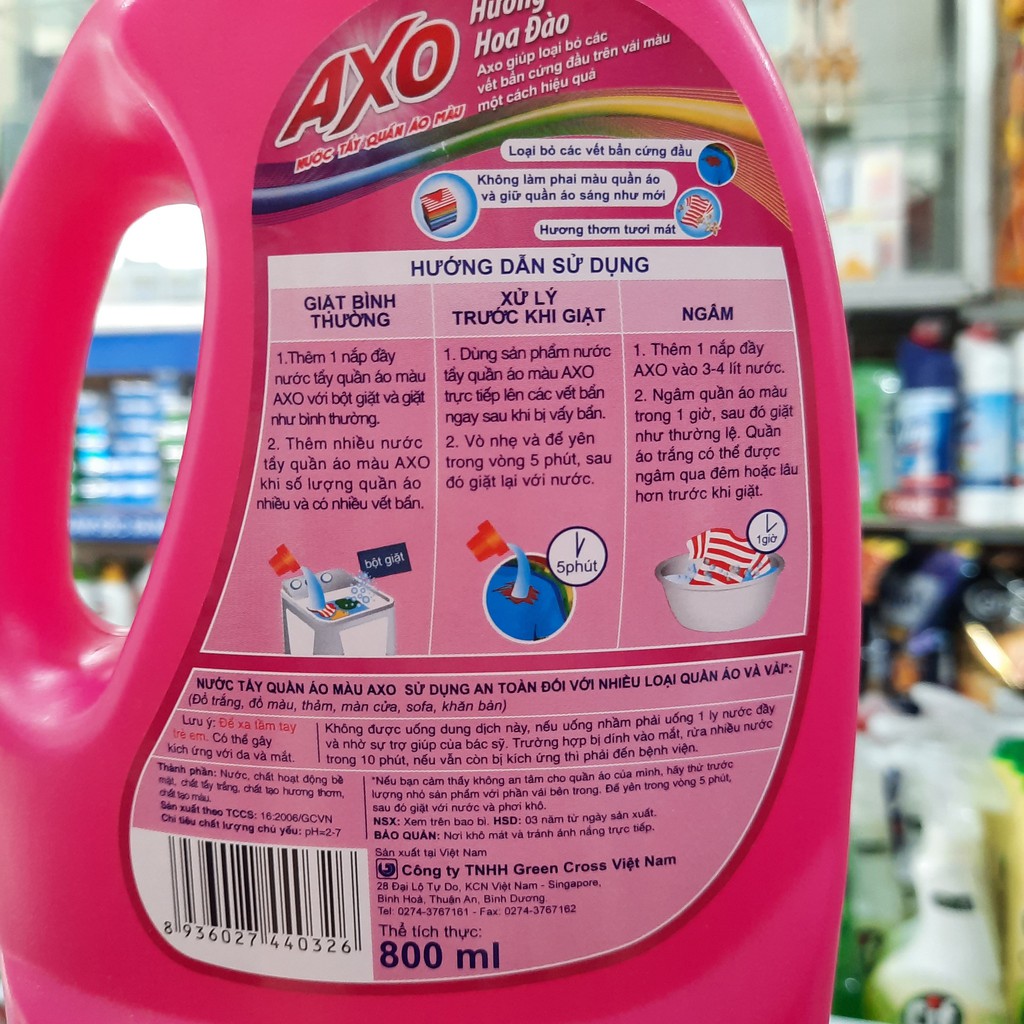 AXO
NƯỚC TẨY QUẦN ÁO MÀU
Hương
Hoa Đào
Axo giúp loại bỏ các
vết bẩn cứng đầu trên vải màu
một cách hiệu quả
Loại bỏ các vết bẩn cứng đầu
Không làm phai màu quần áo
và giữ quần áo sáng như mới
Hương thơm tươi mát
HƯỚNG DẪN SỬ DỤNG
GIẶT BÌNH
THƯỜNG
1.Thêm 1 nắp đầy
nước tẩy quần áo màu
AXO với bột giặt và giặt
như bình thường.
2. Thêm nhiều nước
tẩy quần áo màu AXO
khi số lượng quần áo
nhiều và có nhiều vết bẩn.
bột giặt
XỬ LÝ
TRƯỚC KHI GIẶT
1. Dùng sản phẩm nước
tẩy quần áo màu AXO
trực tiếp lên các vết bẩn
ngay sau khi bị vấy bẩn.
2. Vò nhẹ và để yên
trong vòng 5 phút, sau
đó giặt lại với nước.
5phút
NGÂM
1. Thêm 1 nắp đầy
AXO vào 3-4 lít nước.
2. Ngâm quần áo màu
trong 1 giờ, sau đó giặt
như thường lệ. Quần
áo trắng có thể được
ngâm qua đêm hoặc lâu
hơn trước khi giặt.
1giờ
NƯỚC TẨY QUẦN ÁO MÀU AXO SỬ DỤNG AN TOÀN ĐỐI VỚI NHIỀU LOẠI QUẦN ÁO VÀ VẢI*:
(Đồ trắng, đồ màu, thảm, màn cửa, sofa, khăn bàn)
Lưu ý: Để xa tầm tay
trẻ em. Có thể gây
kích ứng với da và mắt.
Không được uống dung dịch này, nếu uống nhầm phải uống 1 ly nước đầy
và nhờ sự trợ giúp của bác sỹ. Trường hợp bị dính vào mắt, rửa nhiều nước
trong 10 phút, nếu vẫn còn bị kích ứng thì phải đến bệnh viện.
Thành phần: Nước, chất hoạt động bề
mặt, chất tẩy trắng, chất tạo hương thơm,
chất tạo màu.
Sản xuất theo TCCS: 16:2006/GCVN
Chỉ tiêu chất lượng chủ yếu: pH=2-7
*Nếu bạn cảm thấy không an tâm cho quần áo của mình, hãy thử trước
lượng nhỏ sản phẩm với phần vải bên trong. Để yên trong vòng 5 phút,
sau đó giặt với nước và phơi khô.
NSX: Xem trên bao bì. HSD: 03 năm từ ngày sản xuất.
BẢO QUẢN: Nơi khô mát và tránh ánh nắng trực tiếp.
Sản xuất tại Việt Nam
Công ty TNHH Green Cross Việt Nam
28 Đại Lộ Tự Do, KCN Việt Nam - Singapore,
Bình Hoà, Thuận An, Bình Dương.
Tel: 0274-3767161 - Fax: 0274-3767162
Thể tích thực:
800 ml
8 936027 440326
Cif